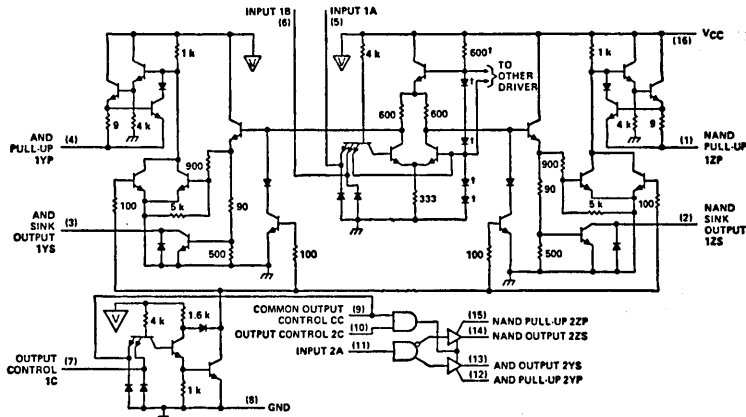 INPUT 1B
(6)
INPUT 1A
(5)
1 k
4 k
600†
TO
OTHER
DRIVER
1 k
(16)
VCC
V
V
†
600
600
9
4 k
4 k
9
AND
PULL-UP
1YP
(4)
(1)
NAND
PULL-UP
1ZP
900
900
†
†
100
5 k
90
333
90
5 k
100
AND
SINK
OUTPUT
1YS
(3)
(2)
NAND
SINK
OUTPUT
1ZS
500
100
100
500
V
4 k
1.6 k
COMMON OUTPUT
CONTROL CC
(9)
OUTPUT CONTROL 2C
(10)
INPUT 2A
(11)
(15)
NAND PULL-UP 2ZP
(14)
NAND OUTPUT 2ZS
(13)
AND OUTPUT 2YS
(12)
AND PULL-UP 2YP
OUTPUT
CONTROL
1C
(7)
1 k
(8)
GND